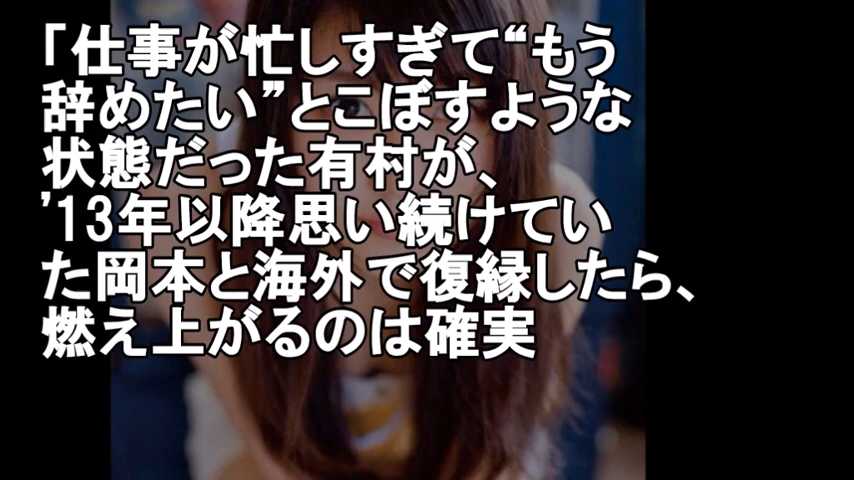 「仕事が忙しすぎて“もう
辞めたい”とこぼすような
状態だった有村が、
’13年以降思い続けてい
た岡本と海外で復縁したら、
燃え上がるのは確実